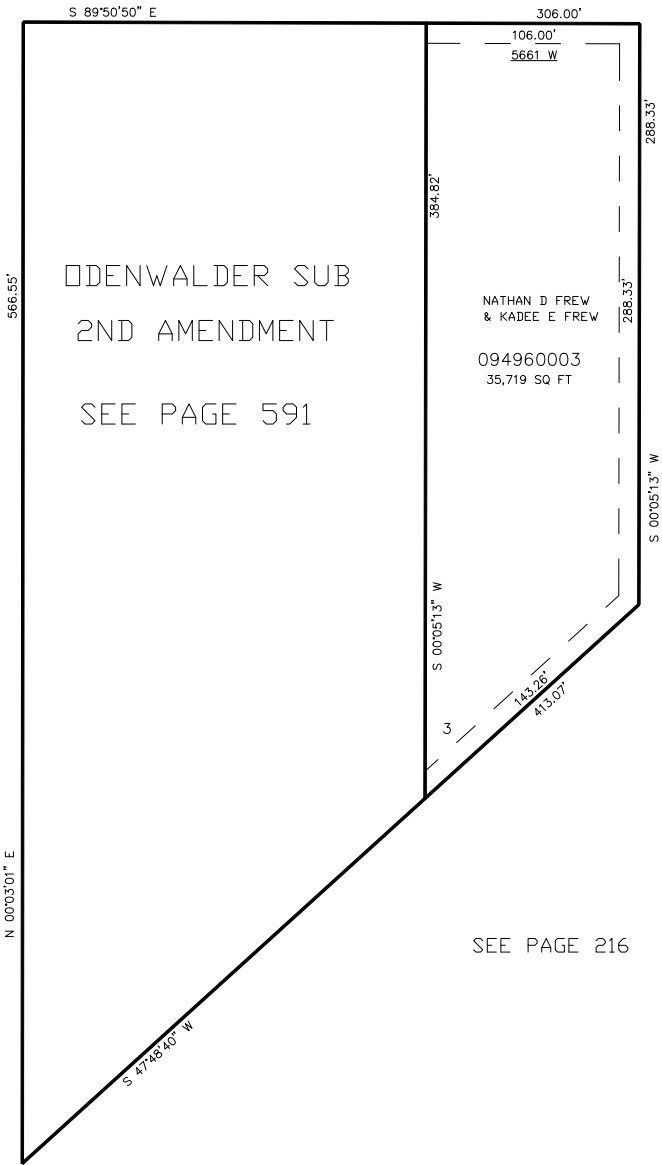 S 89°50'50" E
306.00'
106.00'
5661 W
288.33'
384.82'
566.55'
ODENWALDER SUB
2ND AMENDMENT
SEE PAGE 591
NATHAN D FREW
& KADEE E FREW
288.33'
094960003
35,719 SQ FT
S 00°05'13" W
S 00°05'13" W
143.26'
413.07'
3
N 00°03'01" E
SEE PAGE 216
S 47°48'40" W